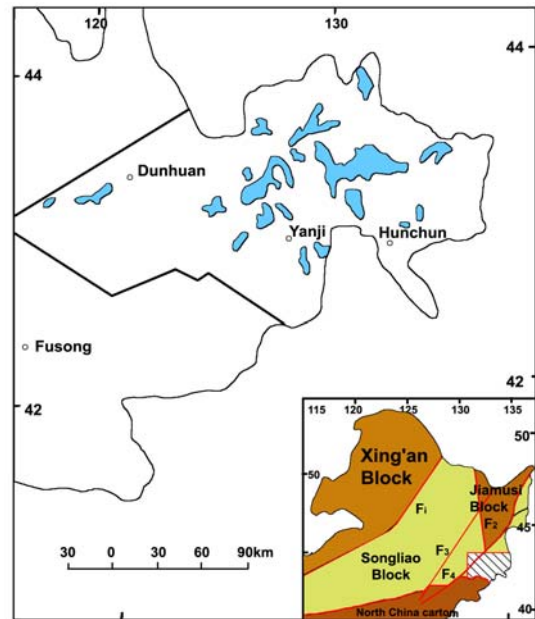 120
130
44
44
Dunhuan
Yanji
Hunchun
Fusong
42
42
30 0 30 60 90km
115 120 125 130 135
50
50
Xing'an
Block
Jiamusi
Block
Fi
F2
45
F3
Songliao
Block
F4
North China carton
40